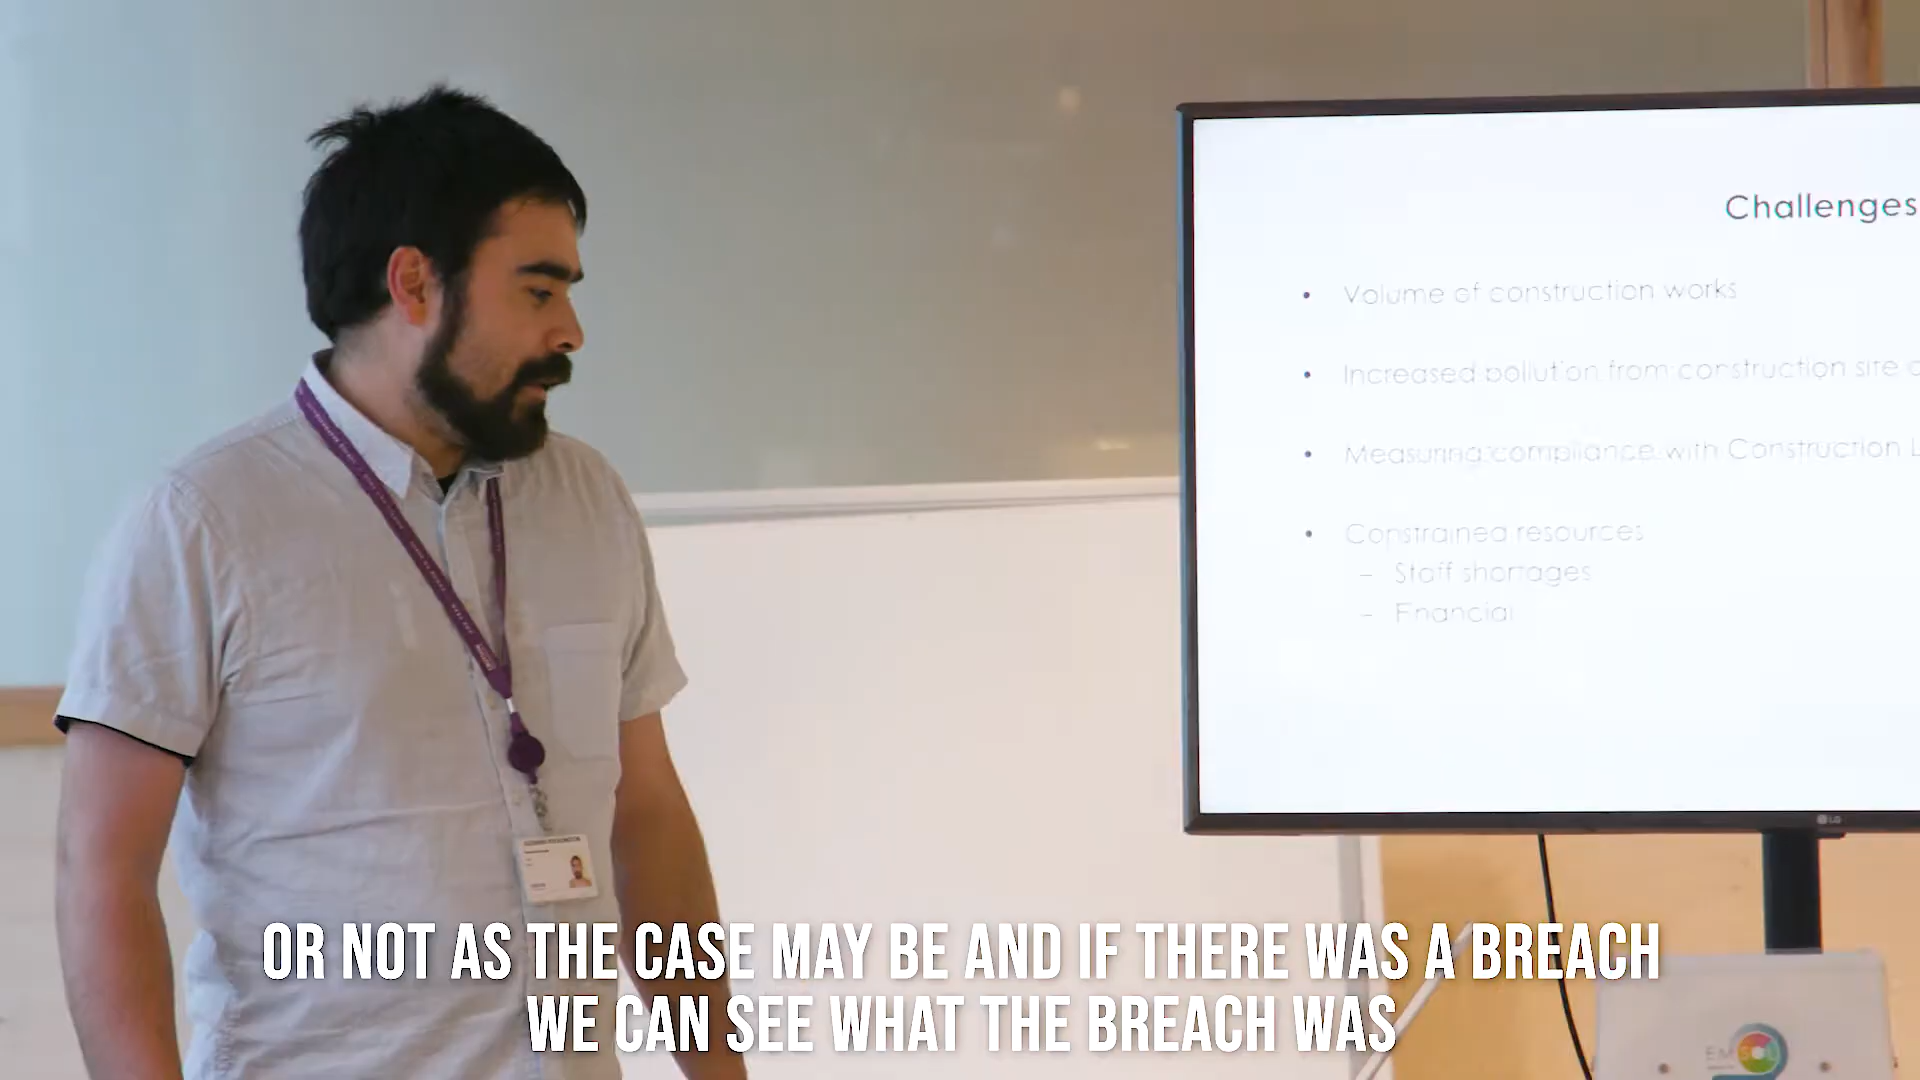 Challenges
• Volume of construction works
• Increased pollution from construction site
• Measuring compliance with Construction L
• Constrained resources
– Staff shortages
– Financial
LG
EMSOL
OR NOT AS THE CASE MAY BE AND IF THERE WAS A BREACH
WE CAN SEE WHAT THE BREACH WAS